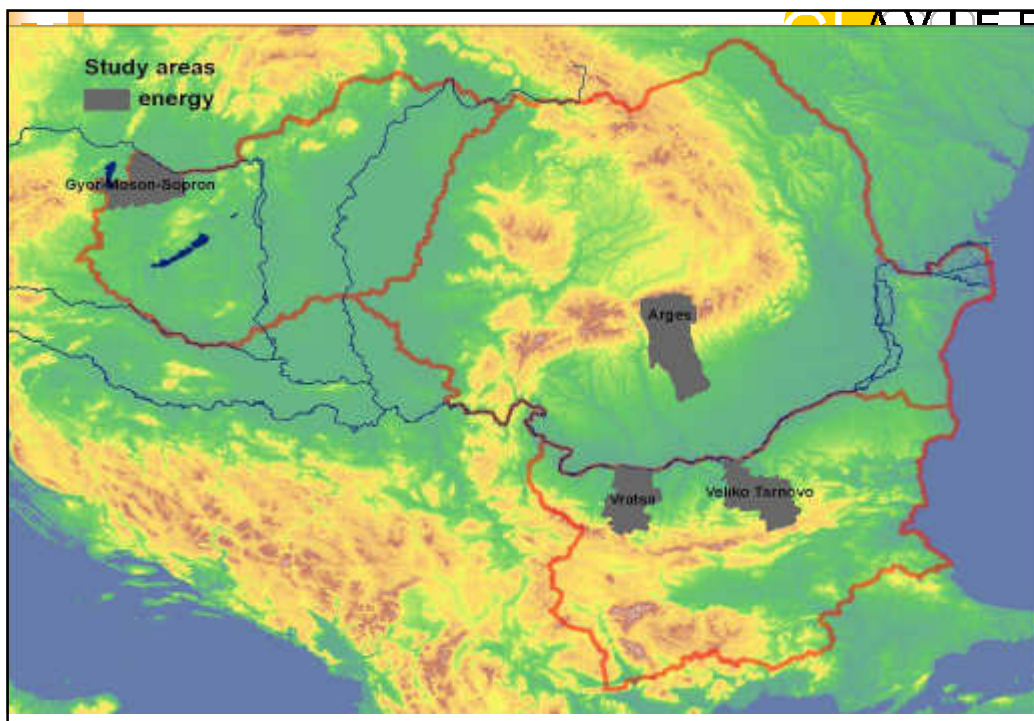 Study areas
energy
Gyor-Moson-Sopron
Arges
Vratsa
Veliko Tarnovo